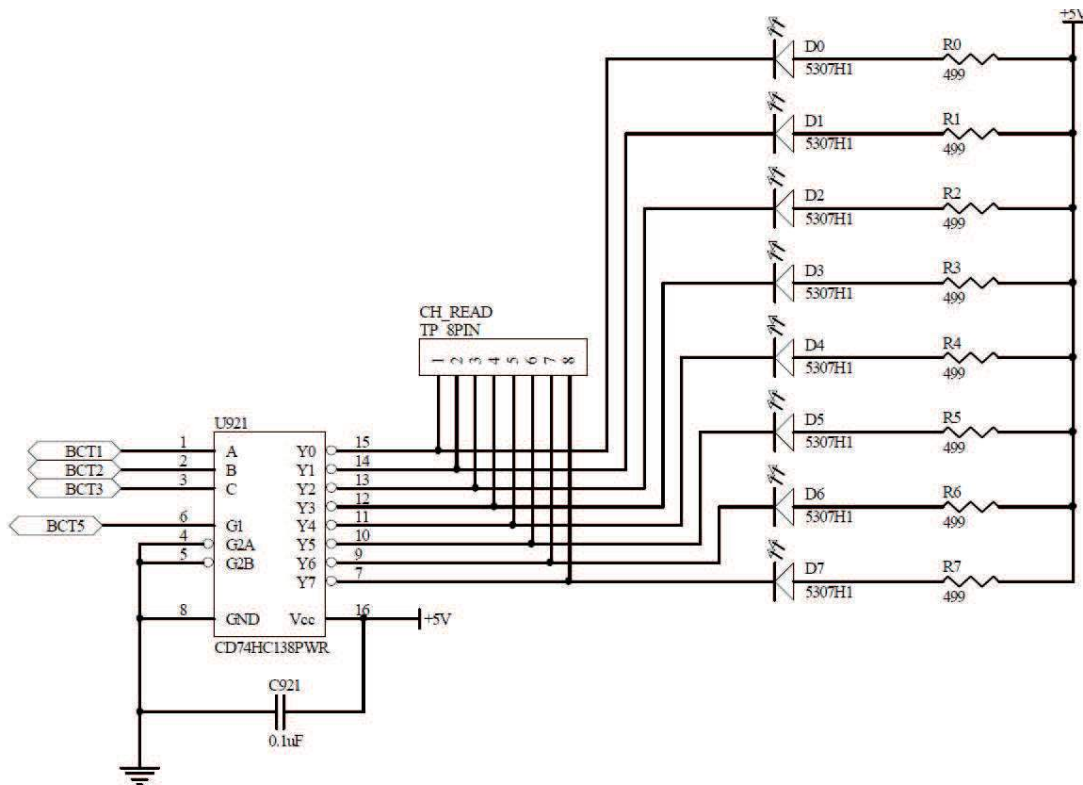 +5V
D0
5307H1
R0
499
D1
5307H1
R1
499
D2
5307H1
R2
499
D3
5307H1
R3
499
CH_READ
TP_8PIN
1 2 3 4 5 6 7 8
D4
5307H1
R4
499
D5
5307H1
R5
499
D6
5307H1
R6
499
D7
5307H1
R7
499
U921
BCT1 1 A Y0 15
BCT2 2 B Y1 14
BCT3 3 C Y2 13
Y3 12
BCT5 6 G1 Y4 11
4 G2A Y5 10
5 G2B Y6 9
Y7 7
8 GND Vcc 16 +5V
CD74HC138PWR
C921
0.1uF